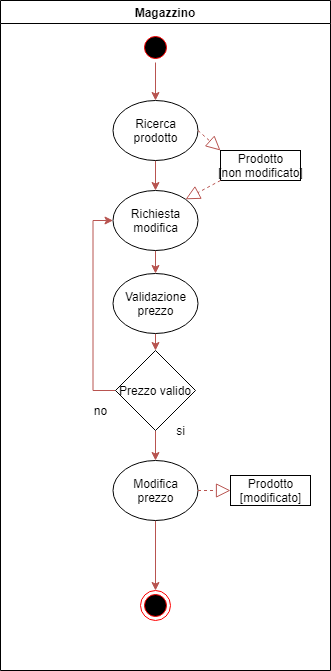 Magazzino
Ricerca
prodotto
Prodotto
[non modificato]
Richiesta
modifica
Validazione
prezzo
Prezzo valido
no
si
Modifica
prezzo
Prodotto
[modificato]